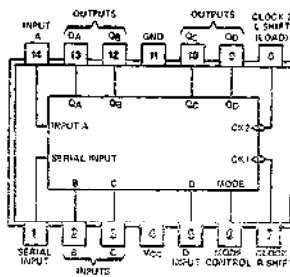 OUTPUTS OUTPUTS CLOCK 2
INPUT L SHIFT
A QA QB GND QC QD (LOAD)
14 13 12 11 10 9 8
QA QB QC QD
INPUT A CK2
SERIAL INPUT CK1
B C D MODE
1 2 3 4 5 6 7
SERIAL B C VCC D MODE CLOCK 1
INPUT INPUTS INPUT CONTROL R SHIFT